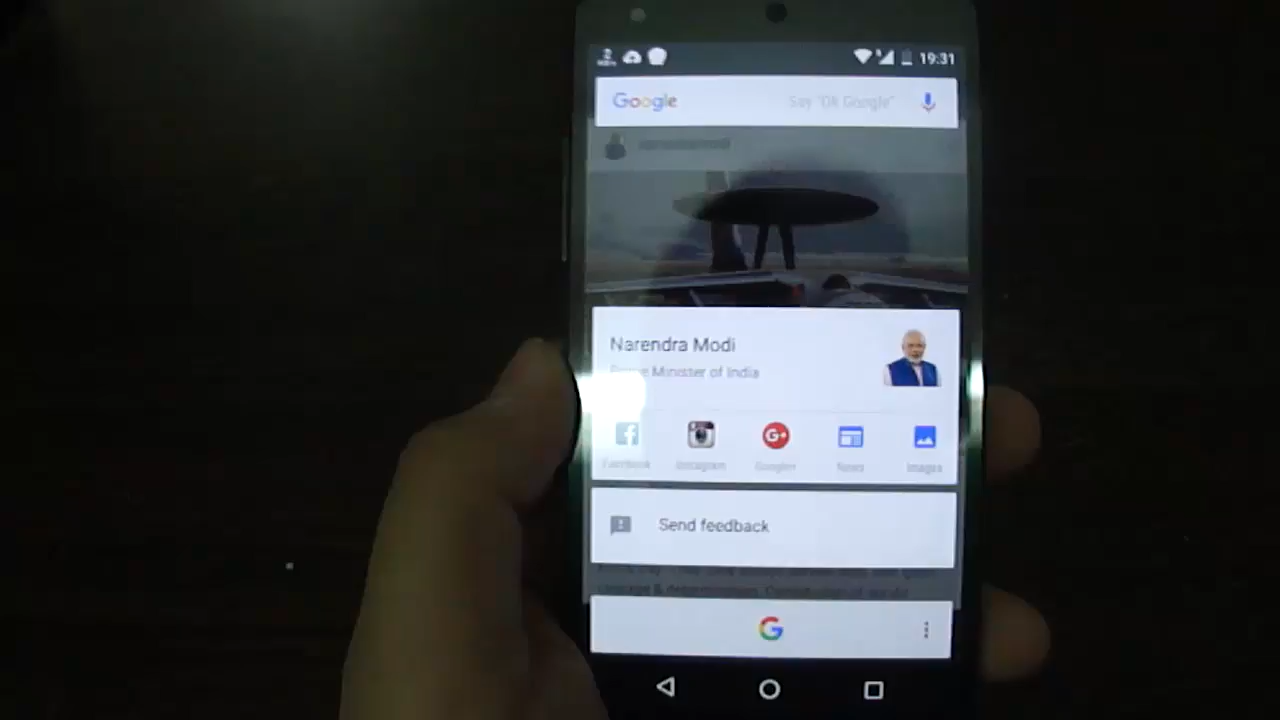 19:31
Google Say "Ok Google"
Narendra Modi
Prime Minister of India
Facebook Instagram Google+ News Images
Send feedback